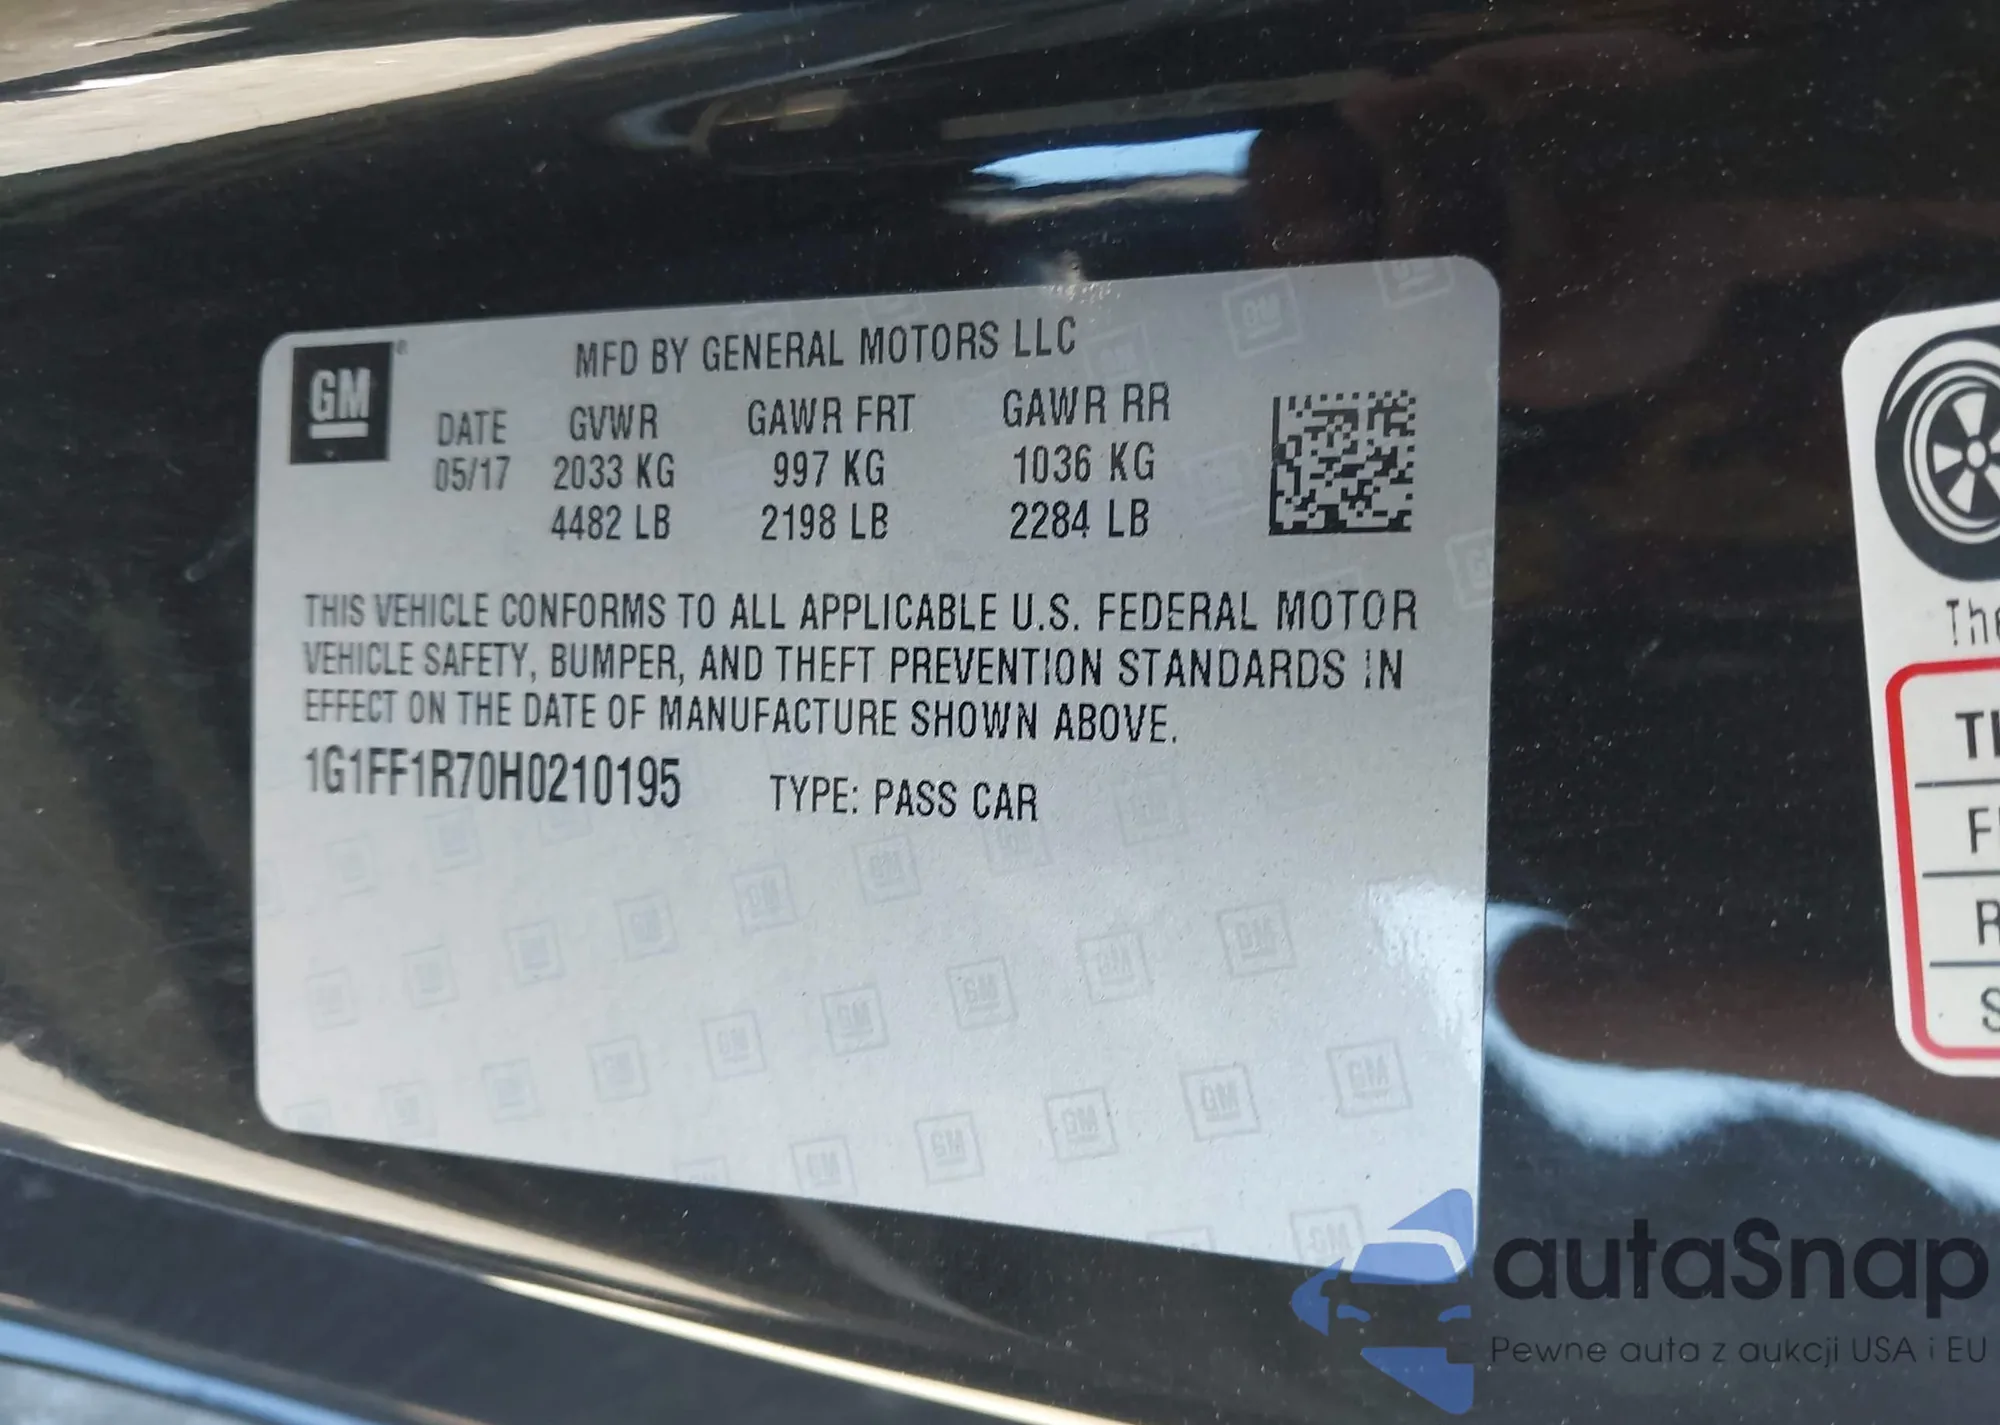 GM
MFD BY GENERAL MOTORS LLC
DATE GVWR GAWR FRT GAWR RR
05/17 2033 KG 997 KG 1036 KG
4482 LB 2198 LB 2284 LB
THIS VEHICLE CONFORMS TO ALL APPLICABLE U.S. FEDERAL MOTOR
VEHICLE SAFETY, BUMPER, AND THEFT PREVENTION STANDARDS IN
EFFECT ON THE DATE OF MANUFACTURE SHOWN ABOVE.
1G1FF1R70H0210195 TYPE: PASS CAR
The
autaSnap
Pewne auta z aukcji USA i EU